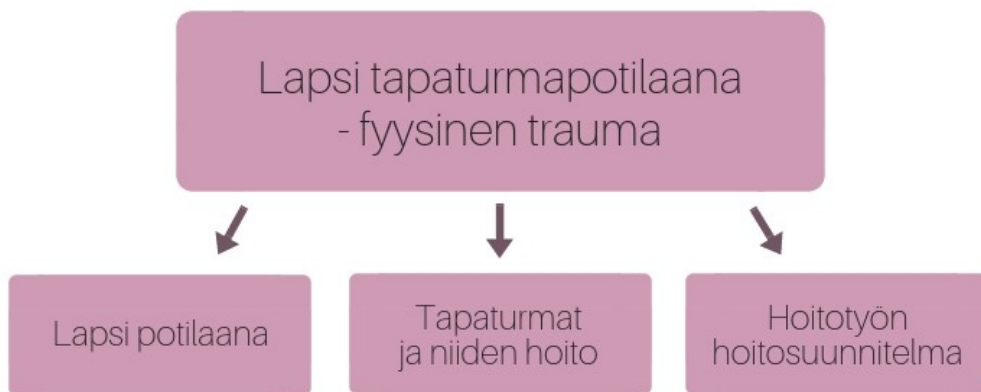 Lapsi tapaturmapotilaana
- fyysinen trauma
Lapsi potilaana
Tapaturmat
ja niiden hoito
Hoitotyön
hoitosuunnitelma